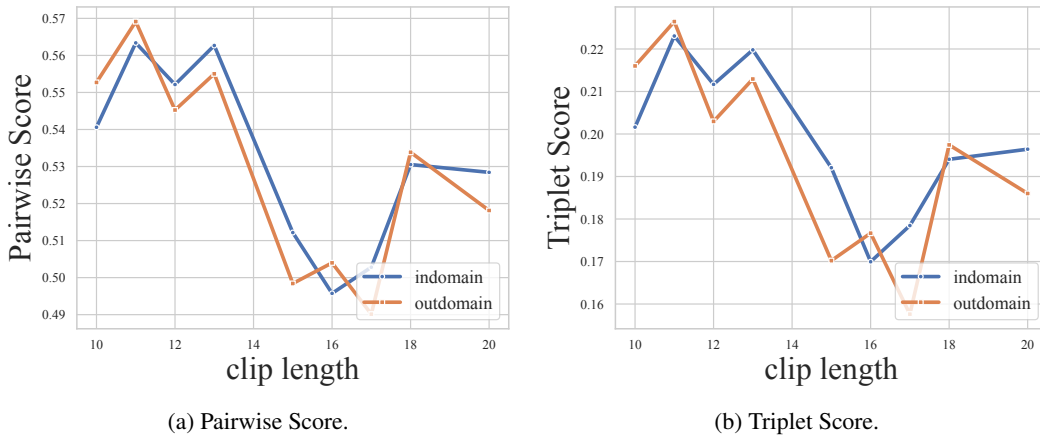 0.57
0.56
0.55
0.54
0.53
0.52
0.51
0.50
0.49
Pairwise Score
10 12 14 16 18 20
clip length
indomain
outdomain
(a) Pairwise Score.
0.22
0.21
0.20
0.19
0.18
0.17
0.16
Triplet Score
10 12 14 16 18 20
clip length
indomain
outdomain
(b) Triplet Score.